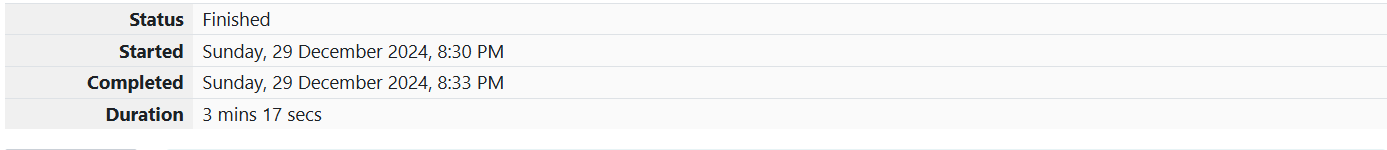 Status Finished
Started Sunday, 29 December 2024, 8:30 PM
Completed Sunday, 29 December 2024, 8:33 PM
Duration 3 mins 17 secs